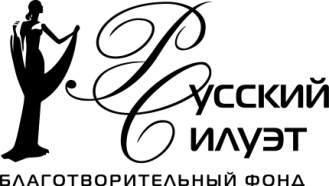 Русский
Силуэт
БЛАГОТВОРИТЕЛЬНЫЙ ФОНД